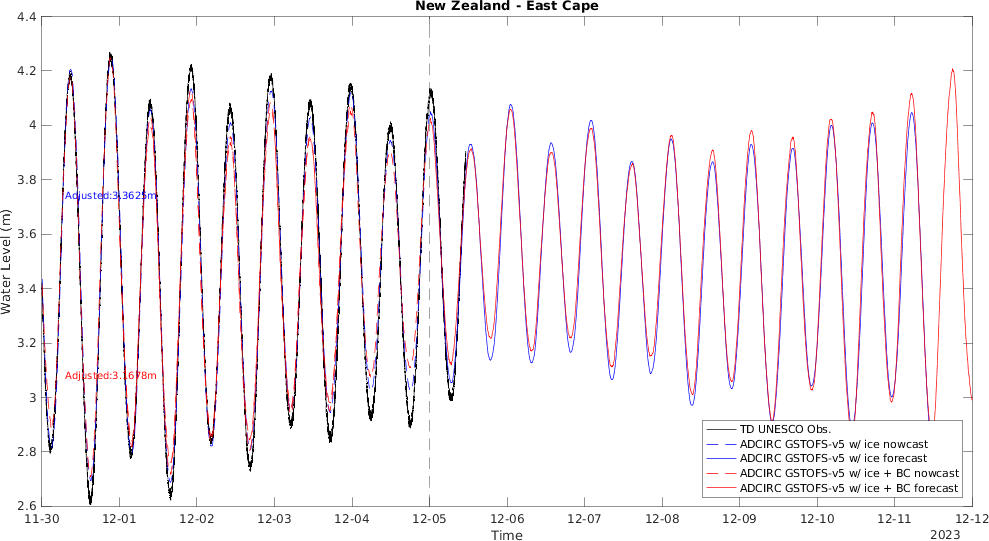 New Zealand - East Cape
4.4
4.2
4
3.8
3.6
3.4
3.2
3
2.8
2.6
Water Level (m)
Adjusted:3.3625m
Adjusted:3.1678m
TD UNESCO Obs.
ADCIRC GSTOFS-v5 w/ ice nowcast
ADCIRC GSTOFS-v5 w/ ice forecast
ADCIRC GSTOFS-v5 w/ ice + BC nowcast
ADCIRC GSTOFS-v5 w/ ice + BC forecast
11-30 12-01 12-02 12-03 12-04 12-05 12-06 12-07 12-08 12-09 12-10 12-11 12-12
Time
2023